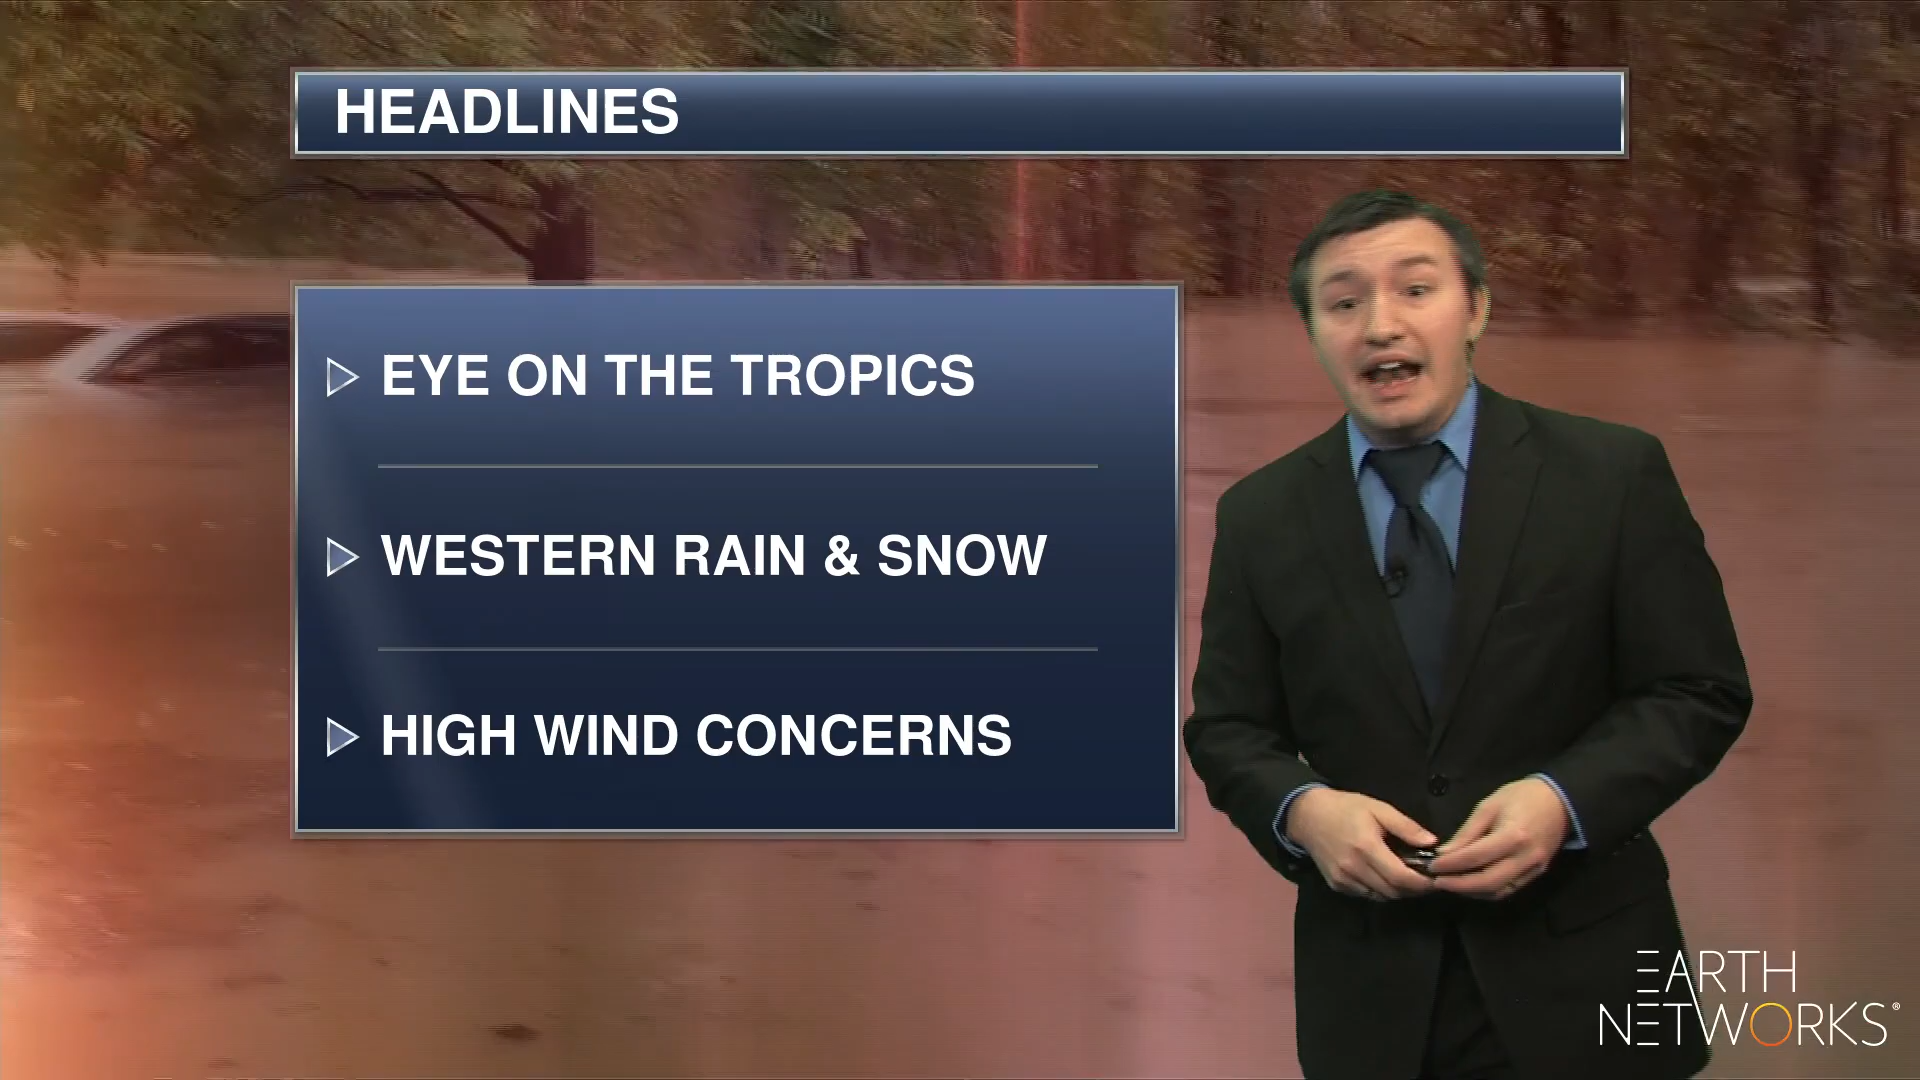 HEADLINES
EYE ON THE TROPICS
WESTERN RAIN & SNOW
HIGH WIND CONCERNS
EARTH
NETWORKS®